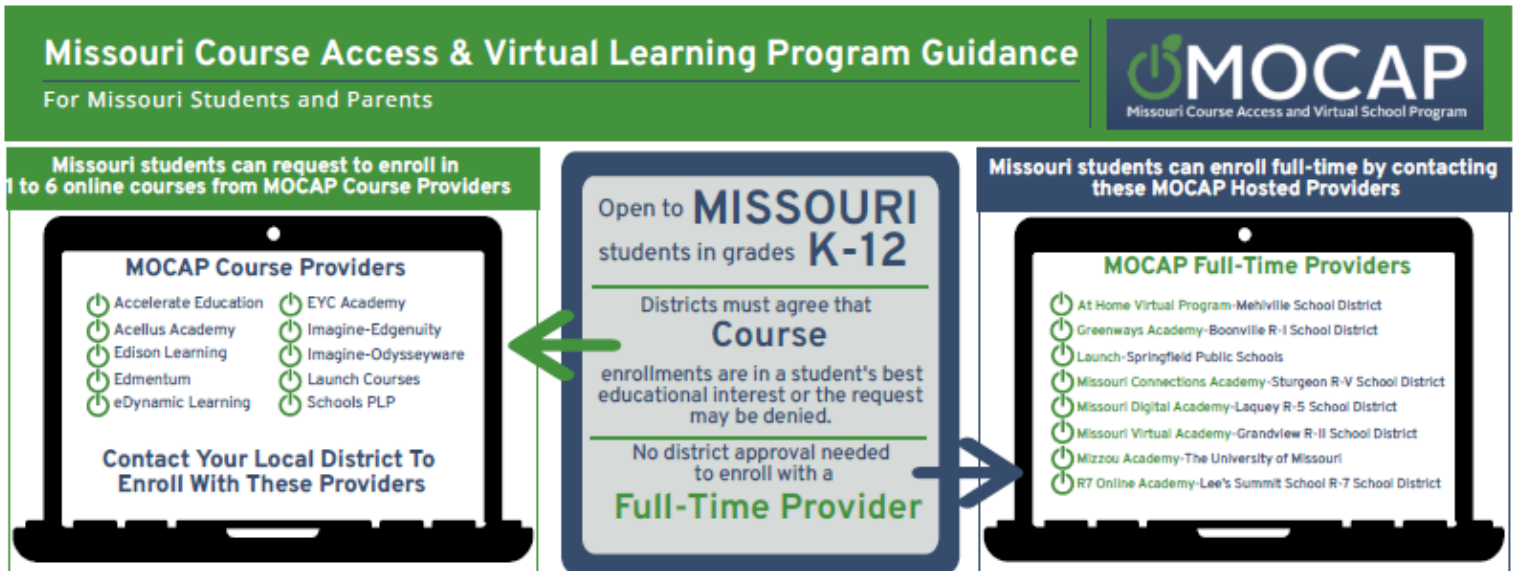 Missouri Course Access & Virtual Learning Program Guidance
For Missouri Students and Parents
MOCAP
Missouri Course Access and Virtual School Program
Missouri students can request to enroll in
1 to 6 online courses from MOCAP Course Providers
MOCAP Course Providers
Accelerate Education
Acellus Academy
Edison Learning
Edmentum
eDynamic Learning
EYC Academy
Imagine-Edgenuity
Imagine-Odysseyware
Launch Courses
Schools PLP
Contact Your Local District To
Enroll With These Providers
Open to MISSOURI
students in grades K-12
Districts must agree that
Course
enrollments are in a student's best
educational interest or the request
may be denied.
No district approval needed
to enroll with a
Full-Time Provider
Missouri students can enroll full-time by contacting
these MOCAP Hosted Providers
MOCAP Full-Time Providers
At Home Virtual Program-Mehlville School District
Greenways Academy-Boonville R-I School District
Launch-Springfield Public Schools
Missouri Connections Academy-Sturgeon R-V School District
Missouri Digital Academy-Laquey R-5 School District
Missouri Virtual Academy-Grandview R-II School District
Mizzou Academy-The University of Missouri
R7 Online Academy-Lee's Summit School R-7 School District